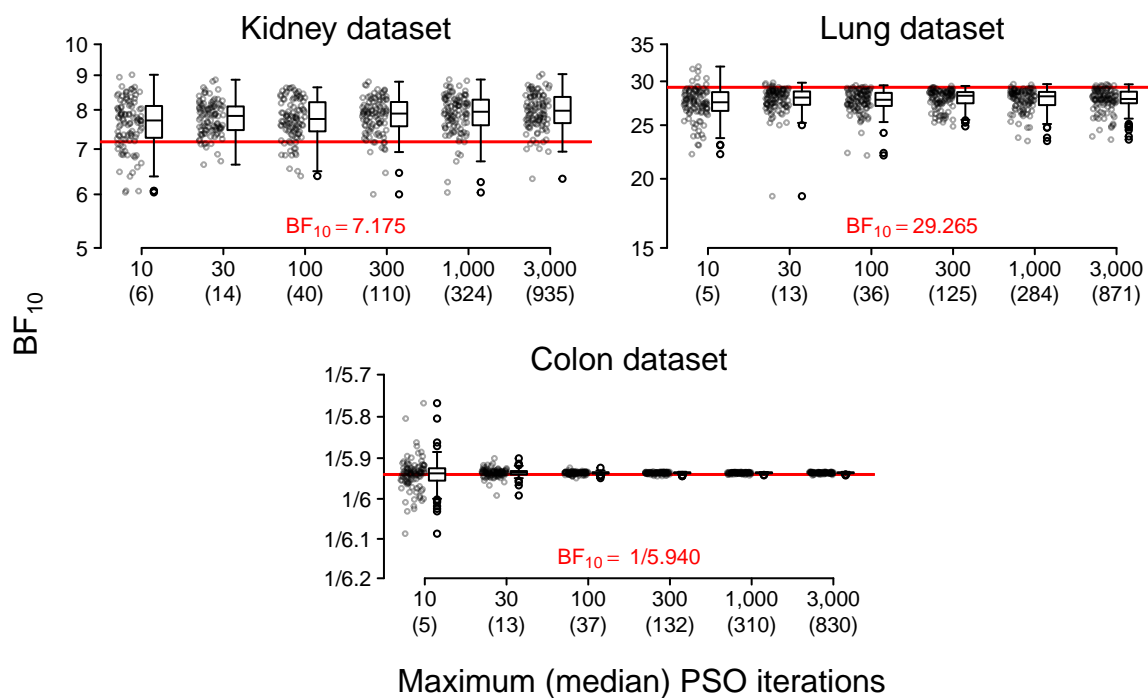 Kidney dataset
10
9
8
7
6
5
BF10 = 7.175
10 30 100 300 1,000 3,000
(6) (14) (40) (110) (324) (935)
Lung dataset
30
25
20
15
BF10 = 29.265
10 30 100 300 1,000 3,000
(5) (13) (36) (125) (284) (871)
BF10
Colon dataset
1/5.7
1/5.8
1/5.9
1/6
1/6.1
1/6.2
BF10 = 1/5.940
10 30 100 300 1,000 3,000
(5) (13) (37) (132) (310) (830)
Maximum (median) PSO iterations